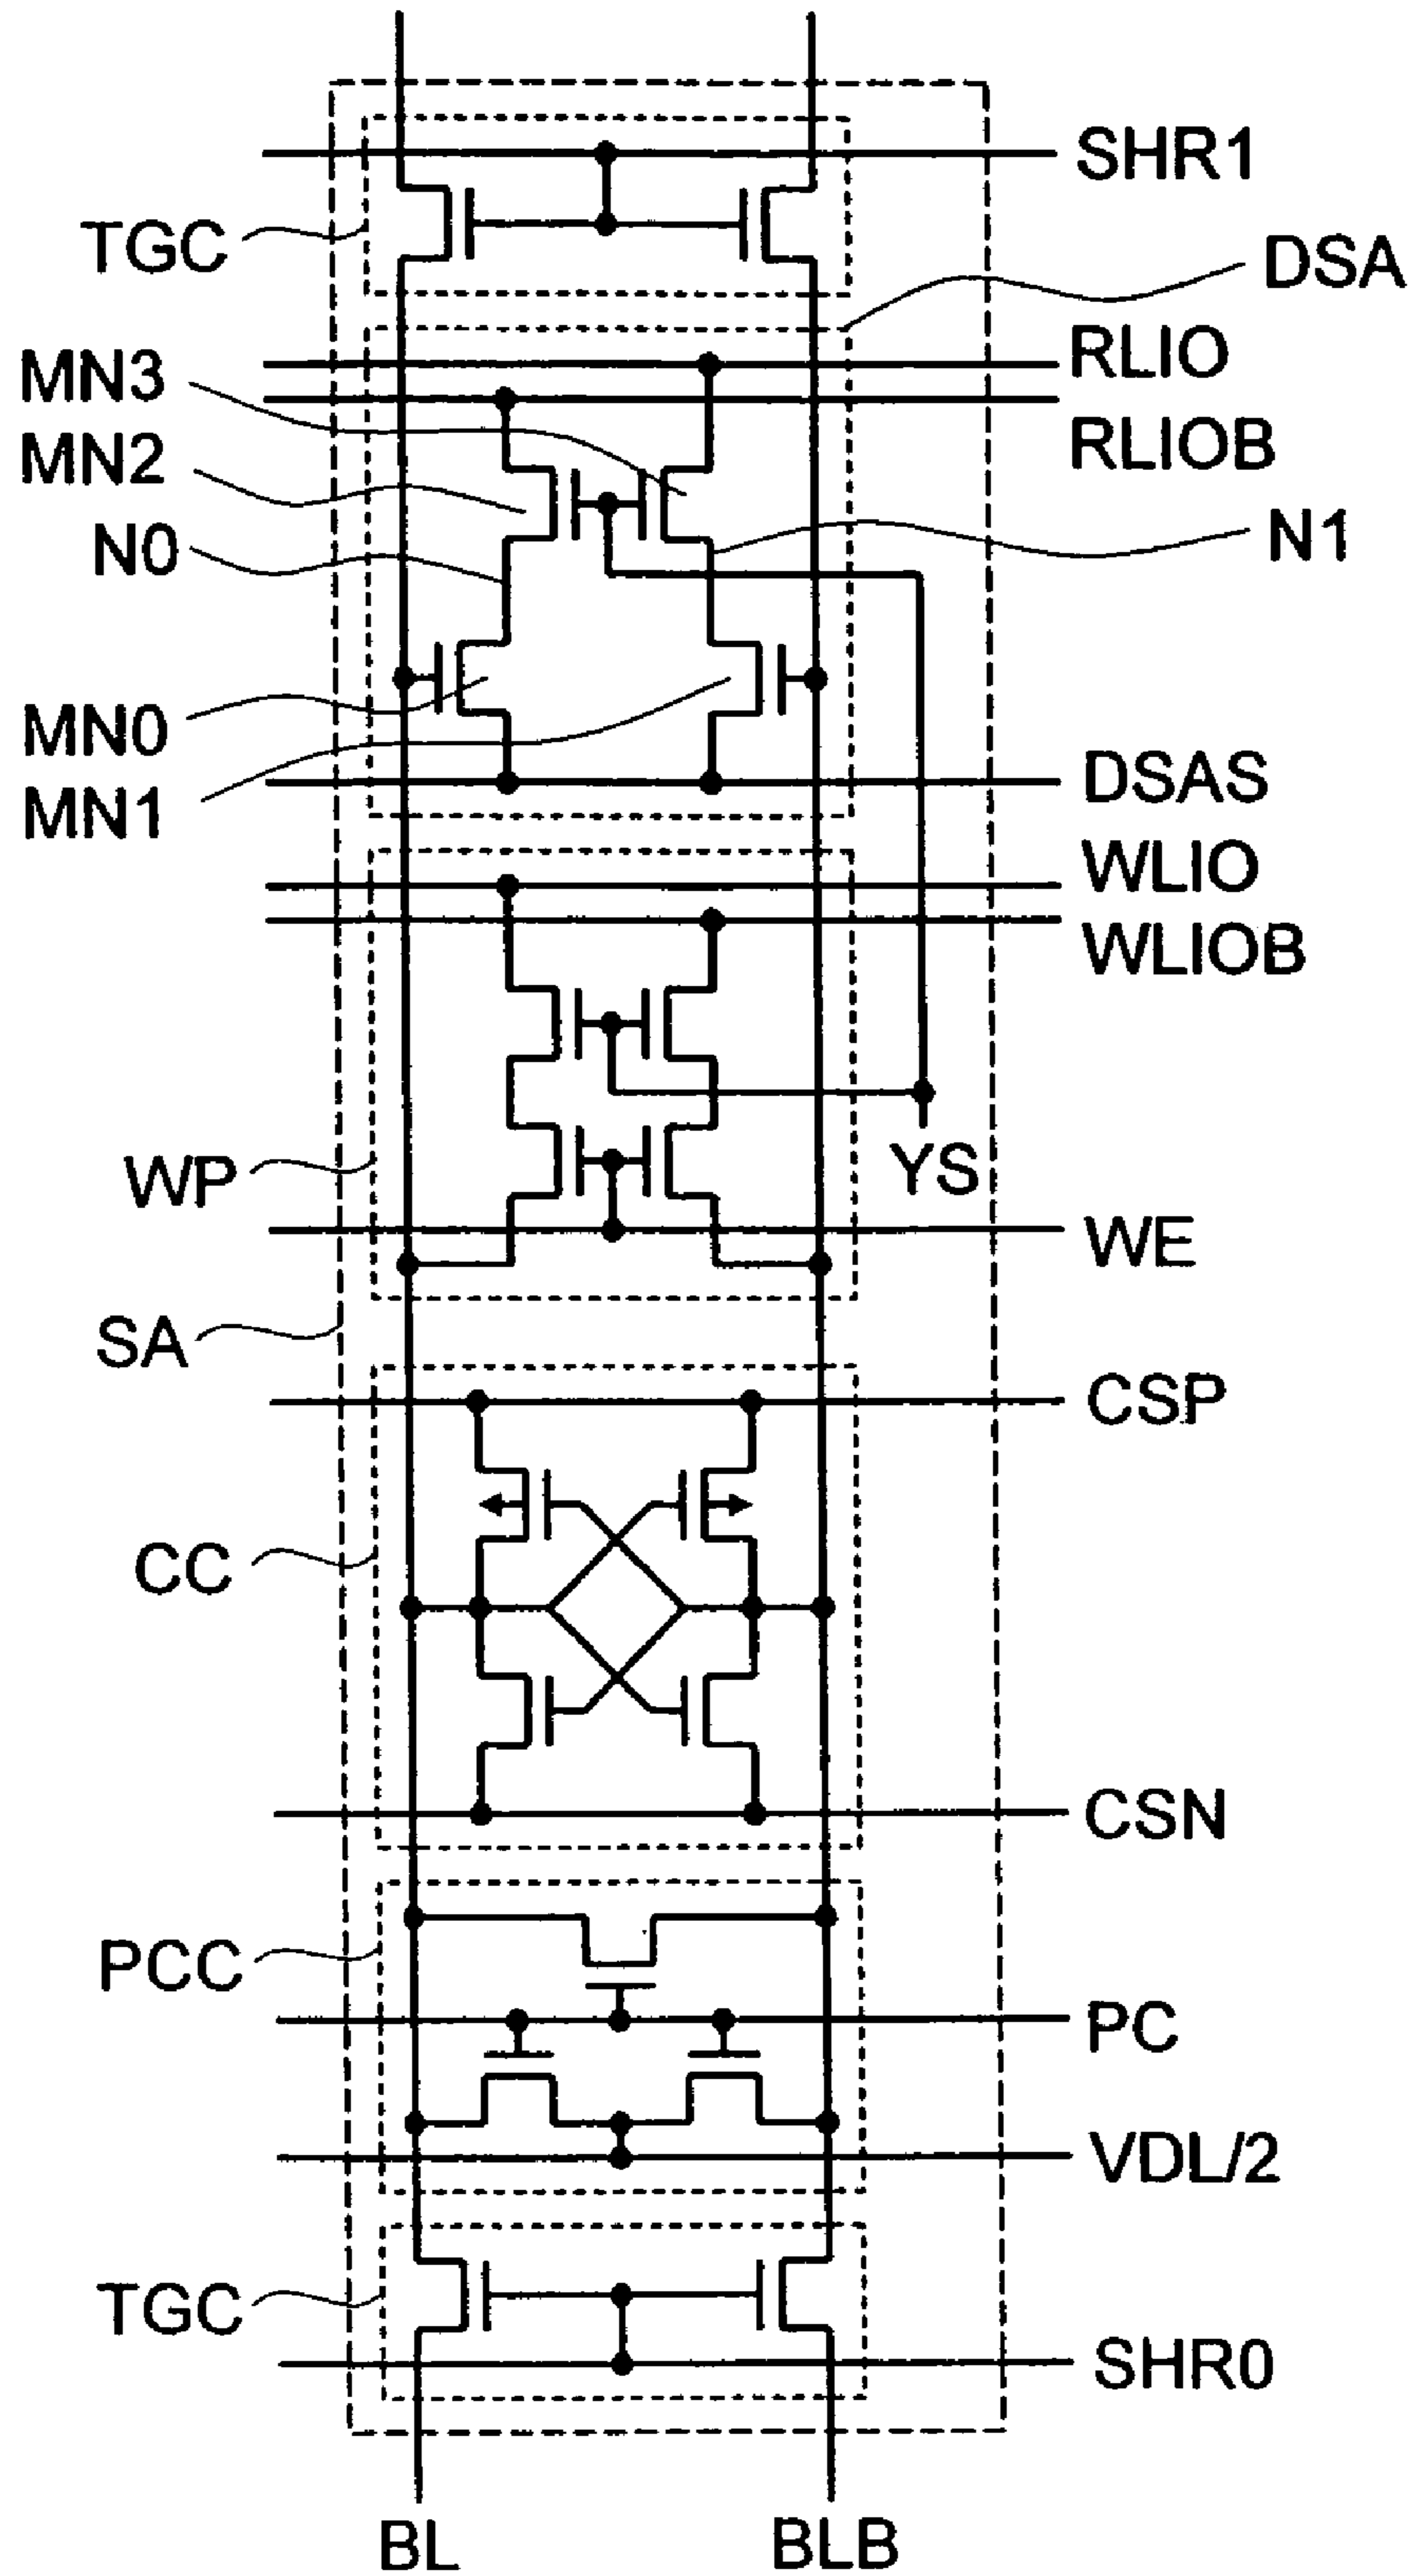 SHR1
TGC
DSA
RLIO
MN3
RLIOB
MN2
N0
N1
MN0
DSAS
MN1
WLIO
WLIOB
WP
YS
WE
SA
CSP
CC
CSN
PCC
PC
VDL/2
TGC
SHR0
BL
BLB